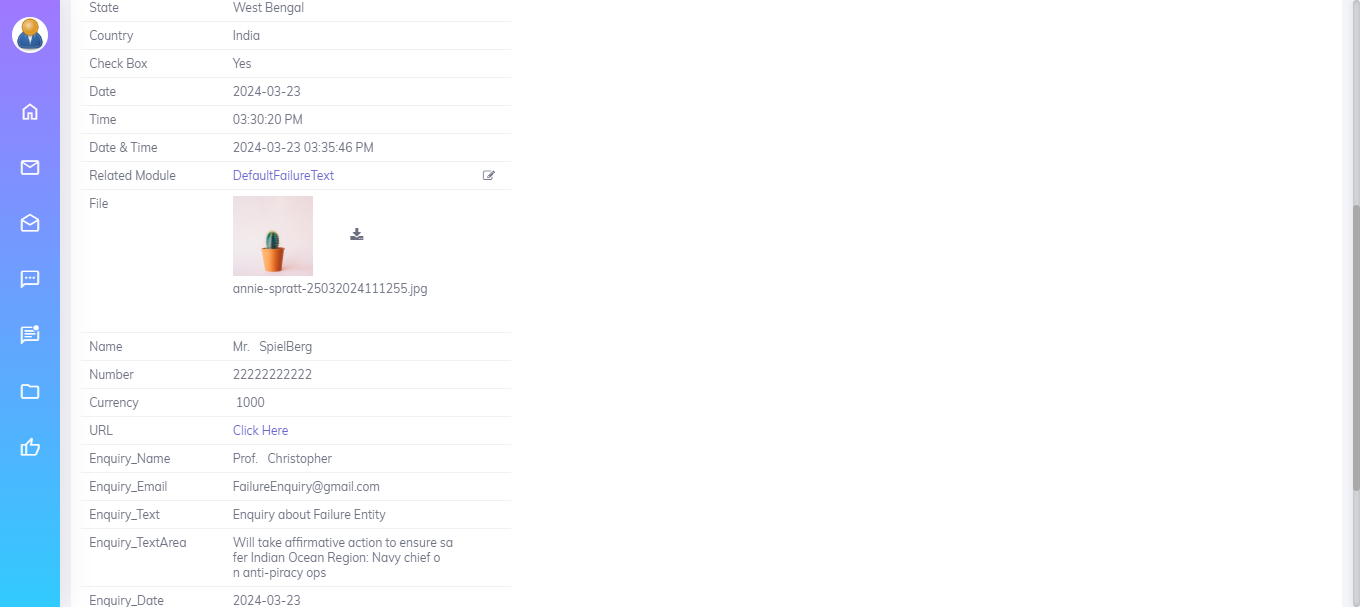 State West Bengal
Country India
Check Box Yes
Date 2024-03-23
Time 03:30:20 PM
Date & Time 2024-03-23 03:35:46 PM
Related Module DefaultFailureText
File
annie-spratt-25032024111255.jpg
Name Mr. SpielBerg
Number 22222222222
Currency 1000
URL Click Here
Enquiry_Name Prof. Christopher
Enquiry_Email FailureEnquiry@gmail.com
Enquiry_Text Enquiry about Failure Entity
Enquiry_TextArea Will take affirmative action to ensure sa
fer Indian Ocean Region: Navy chief o
n anti-piracy ops
Enquiry_Date 2024-03-23